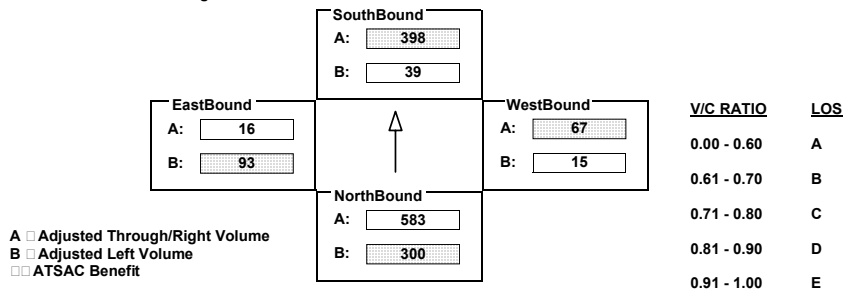 SouthBound
A: 398
B: 39
EastBound
A: 16
B: 93
WestBound
A: 67
B: 15
NorthBound
A: 583
B: 300
A □ Adjusted Through/Right Volume
B □ Adjusted Left Volume
□□ ATSAC Benefit
V/C RATIO LOS
0.00 - 0.60 A
0.61 - 0.70 B
0.71 - 0.80 C
0.81 - 0.90 D
0.91 - 1.00 E